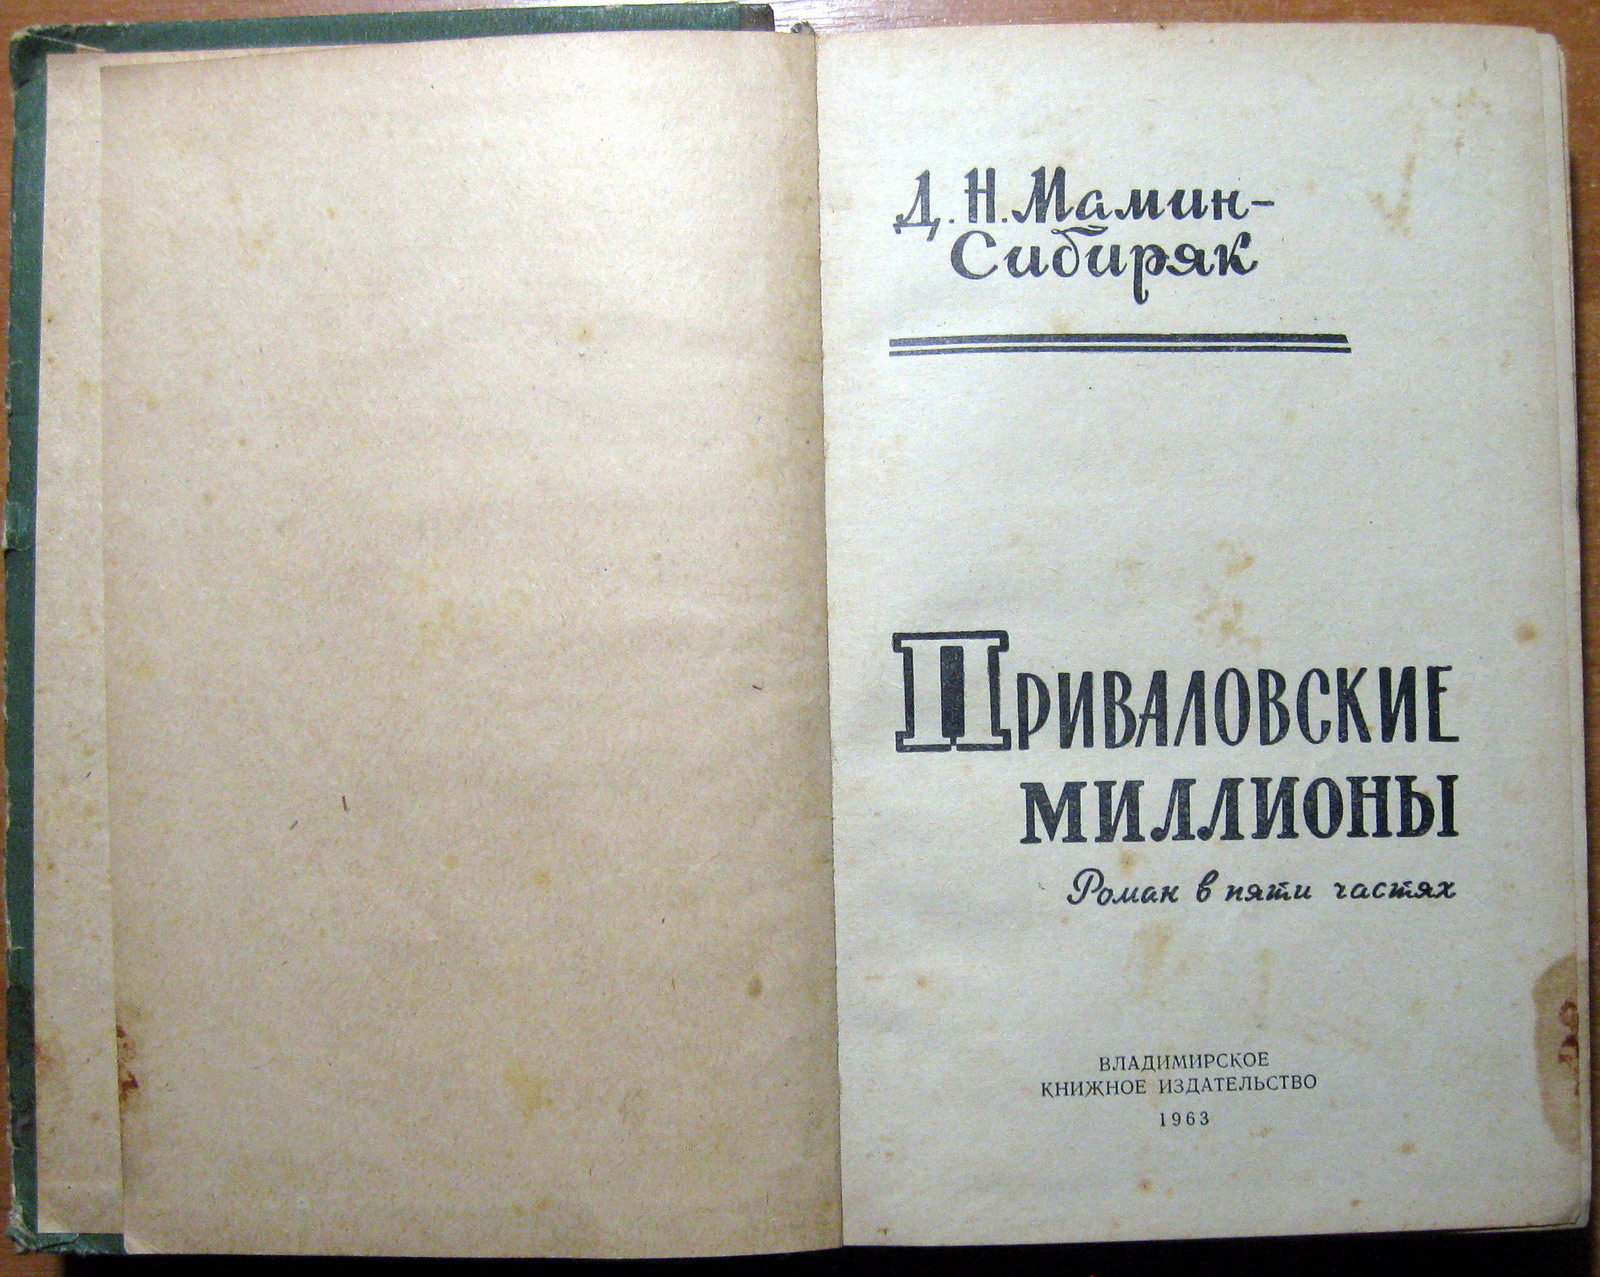 Д. Н. Мамин-
Сибиряк
Приваловские
миллионы
Роман в пяти частях
ВЛАДИМИРСКОЕ
КНИЖНОЕ ИЗДАТЕЛЬСТВО
1963